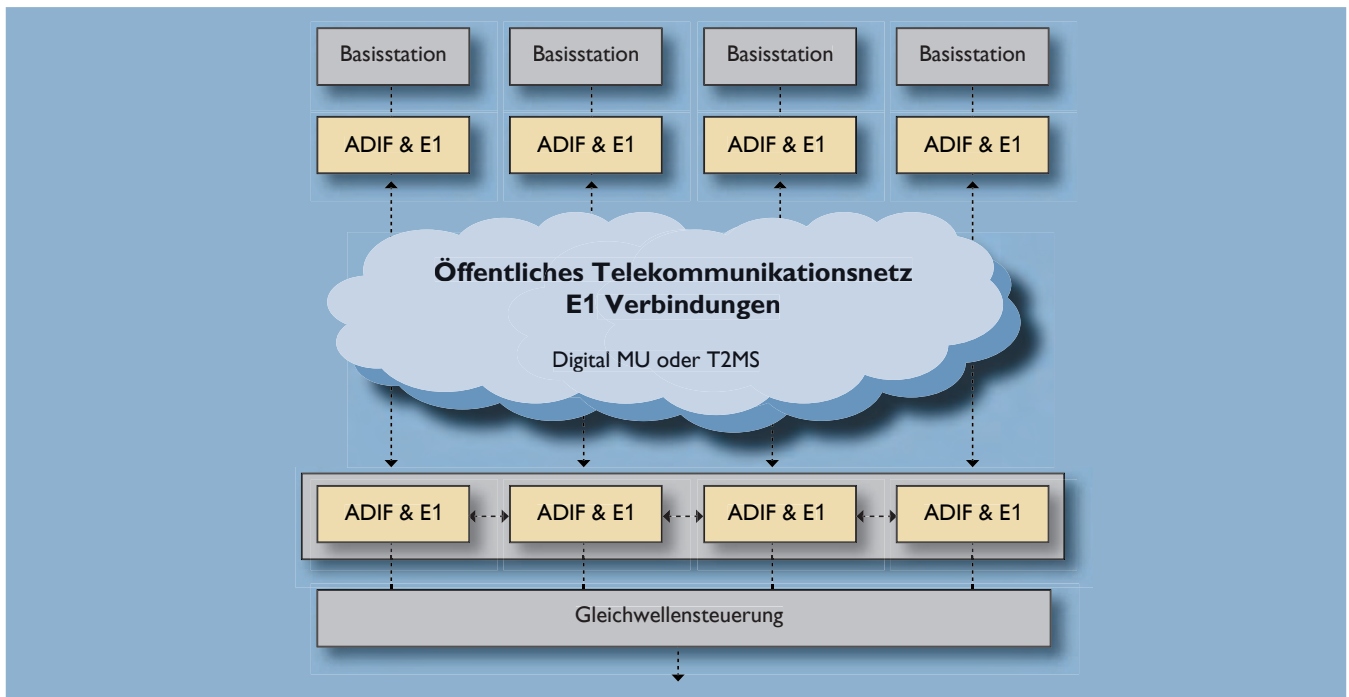 Basisstation Basisstation Basisstation Basisstation
ADIF & E1 ADIF & E1 ADIF & E1 ADIF & E1
Öffentliches Telekommunikationsnetz
E1 Verbindungen
Digital MU oder T2MS
ADIF & E1 ADIF & E1 ADIF & E1 ADIF & E1
Gleichwellensteuerung